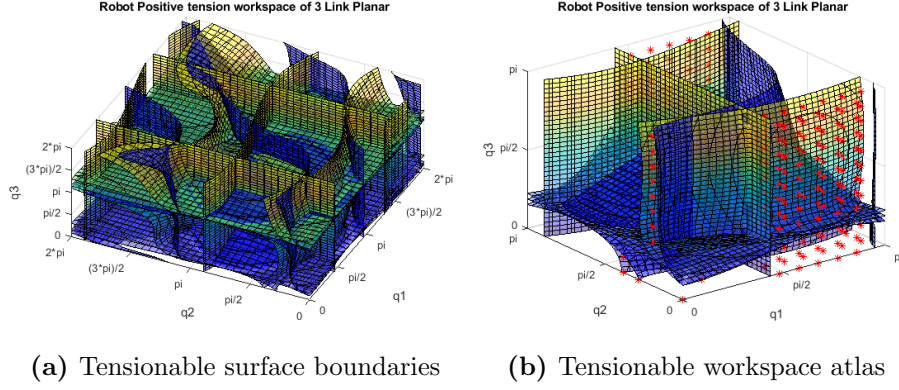 Robot Positive tension workspace of 3 Link Planar
2*pi
(3*pi)/2
pi
pi/2
0
q3
2*pi
(3*pi)/2
pi
pi/2
0
q2
2*pi
(3*pi)/2
pi
pi/2
0
q1
(a) Tensionable surface boundaries
Robot Positive tension workspace of 3 Link Planar
pi
pi/2
0
q3
pi
pi/2
0
q2
p
pi/2
0
q1
(b) Tensionable workspace atlas